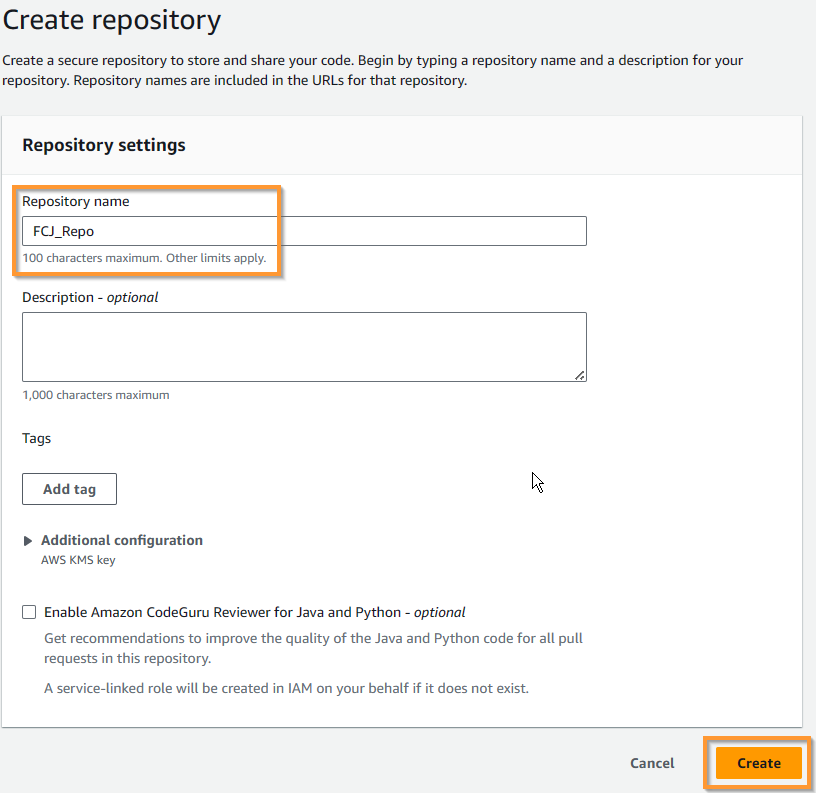 Create repository
Create a secure repository to store and share your code. Begin by typing a repository name and a description for your
repository. Repository names are included in the URLs for that repository.
Repository settings
Repository name
FCJ_Repo
100 characters maximum. Other limits apply.
Description - optional
1,000 characters maximum
Tags
Add tag
Additional configuration
AWS KMS key
Enable Amazon CodeGuru Reviewer for Java and Python - optional
Get recommendations to improve the quality of the Java and Python code for all pull
requests in this repository.
A service-linked role will be created in IAM on your behalf if it does not exist.
Cancel
Create